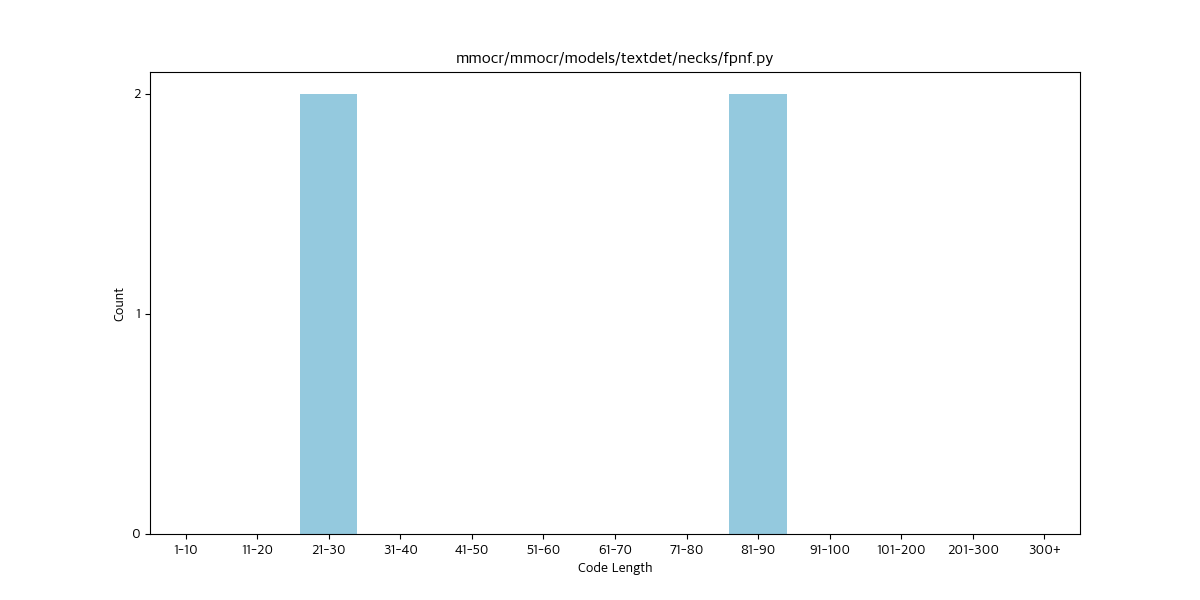 mmocr/mmocr/models/textdet/necks/fpnf.py
2
1
0
Count
1-10 11-20 21-30 31-40 41-50 51-60 61-70 71-80 81-90 91-100 101-200 201-300 300+
Code Length